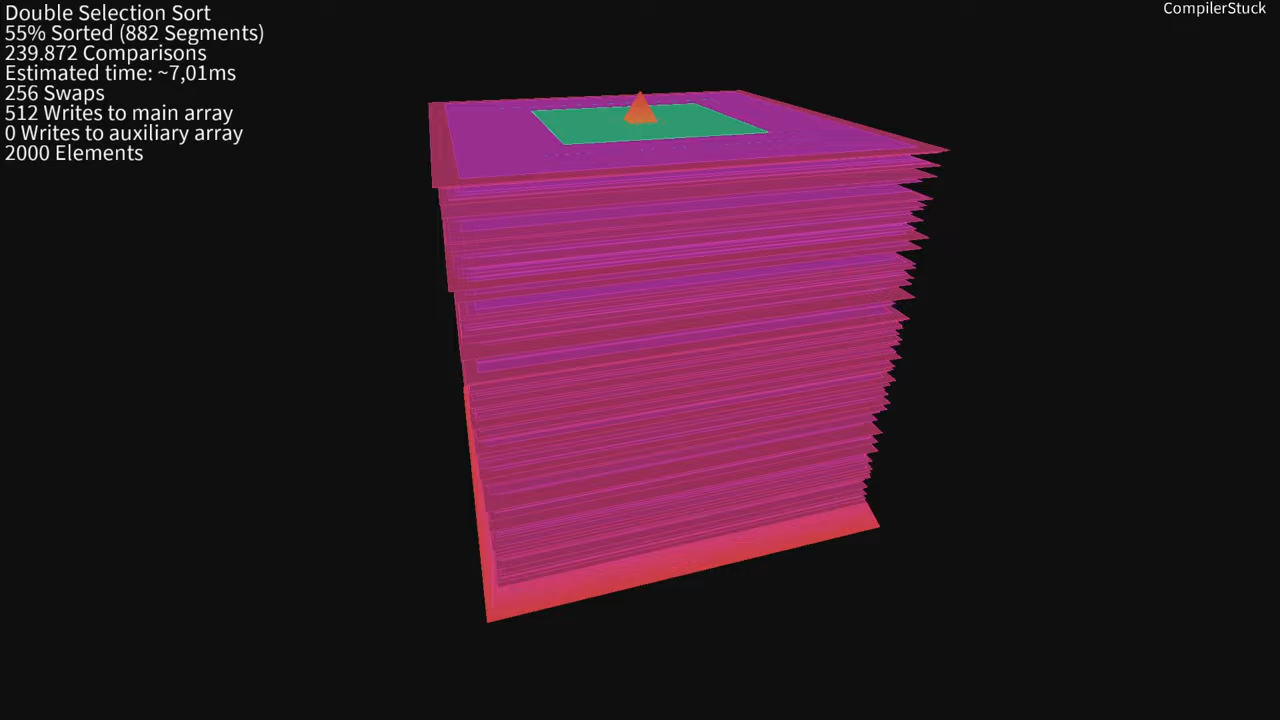 Double Selection Sort
55% Sorted (882 Segments)
239.872 Comparisons
Estimated time: ~7,01ms
256 Swaps
512 Writes to main array
0 Writes to auxiliary array
2000 Elements
CompilerStuck